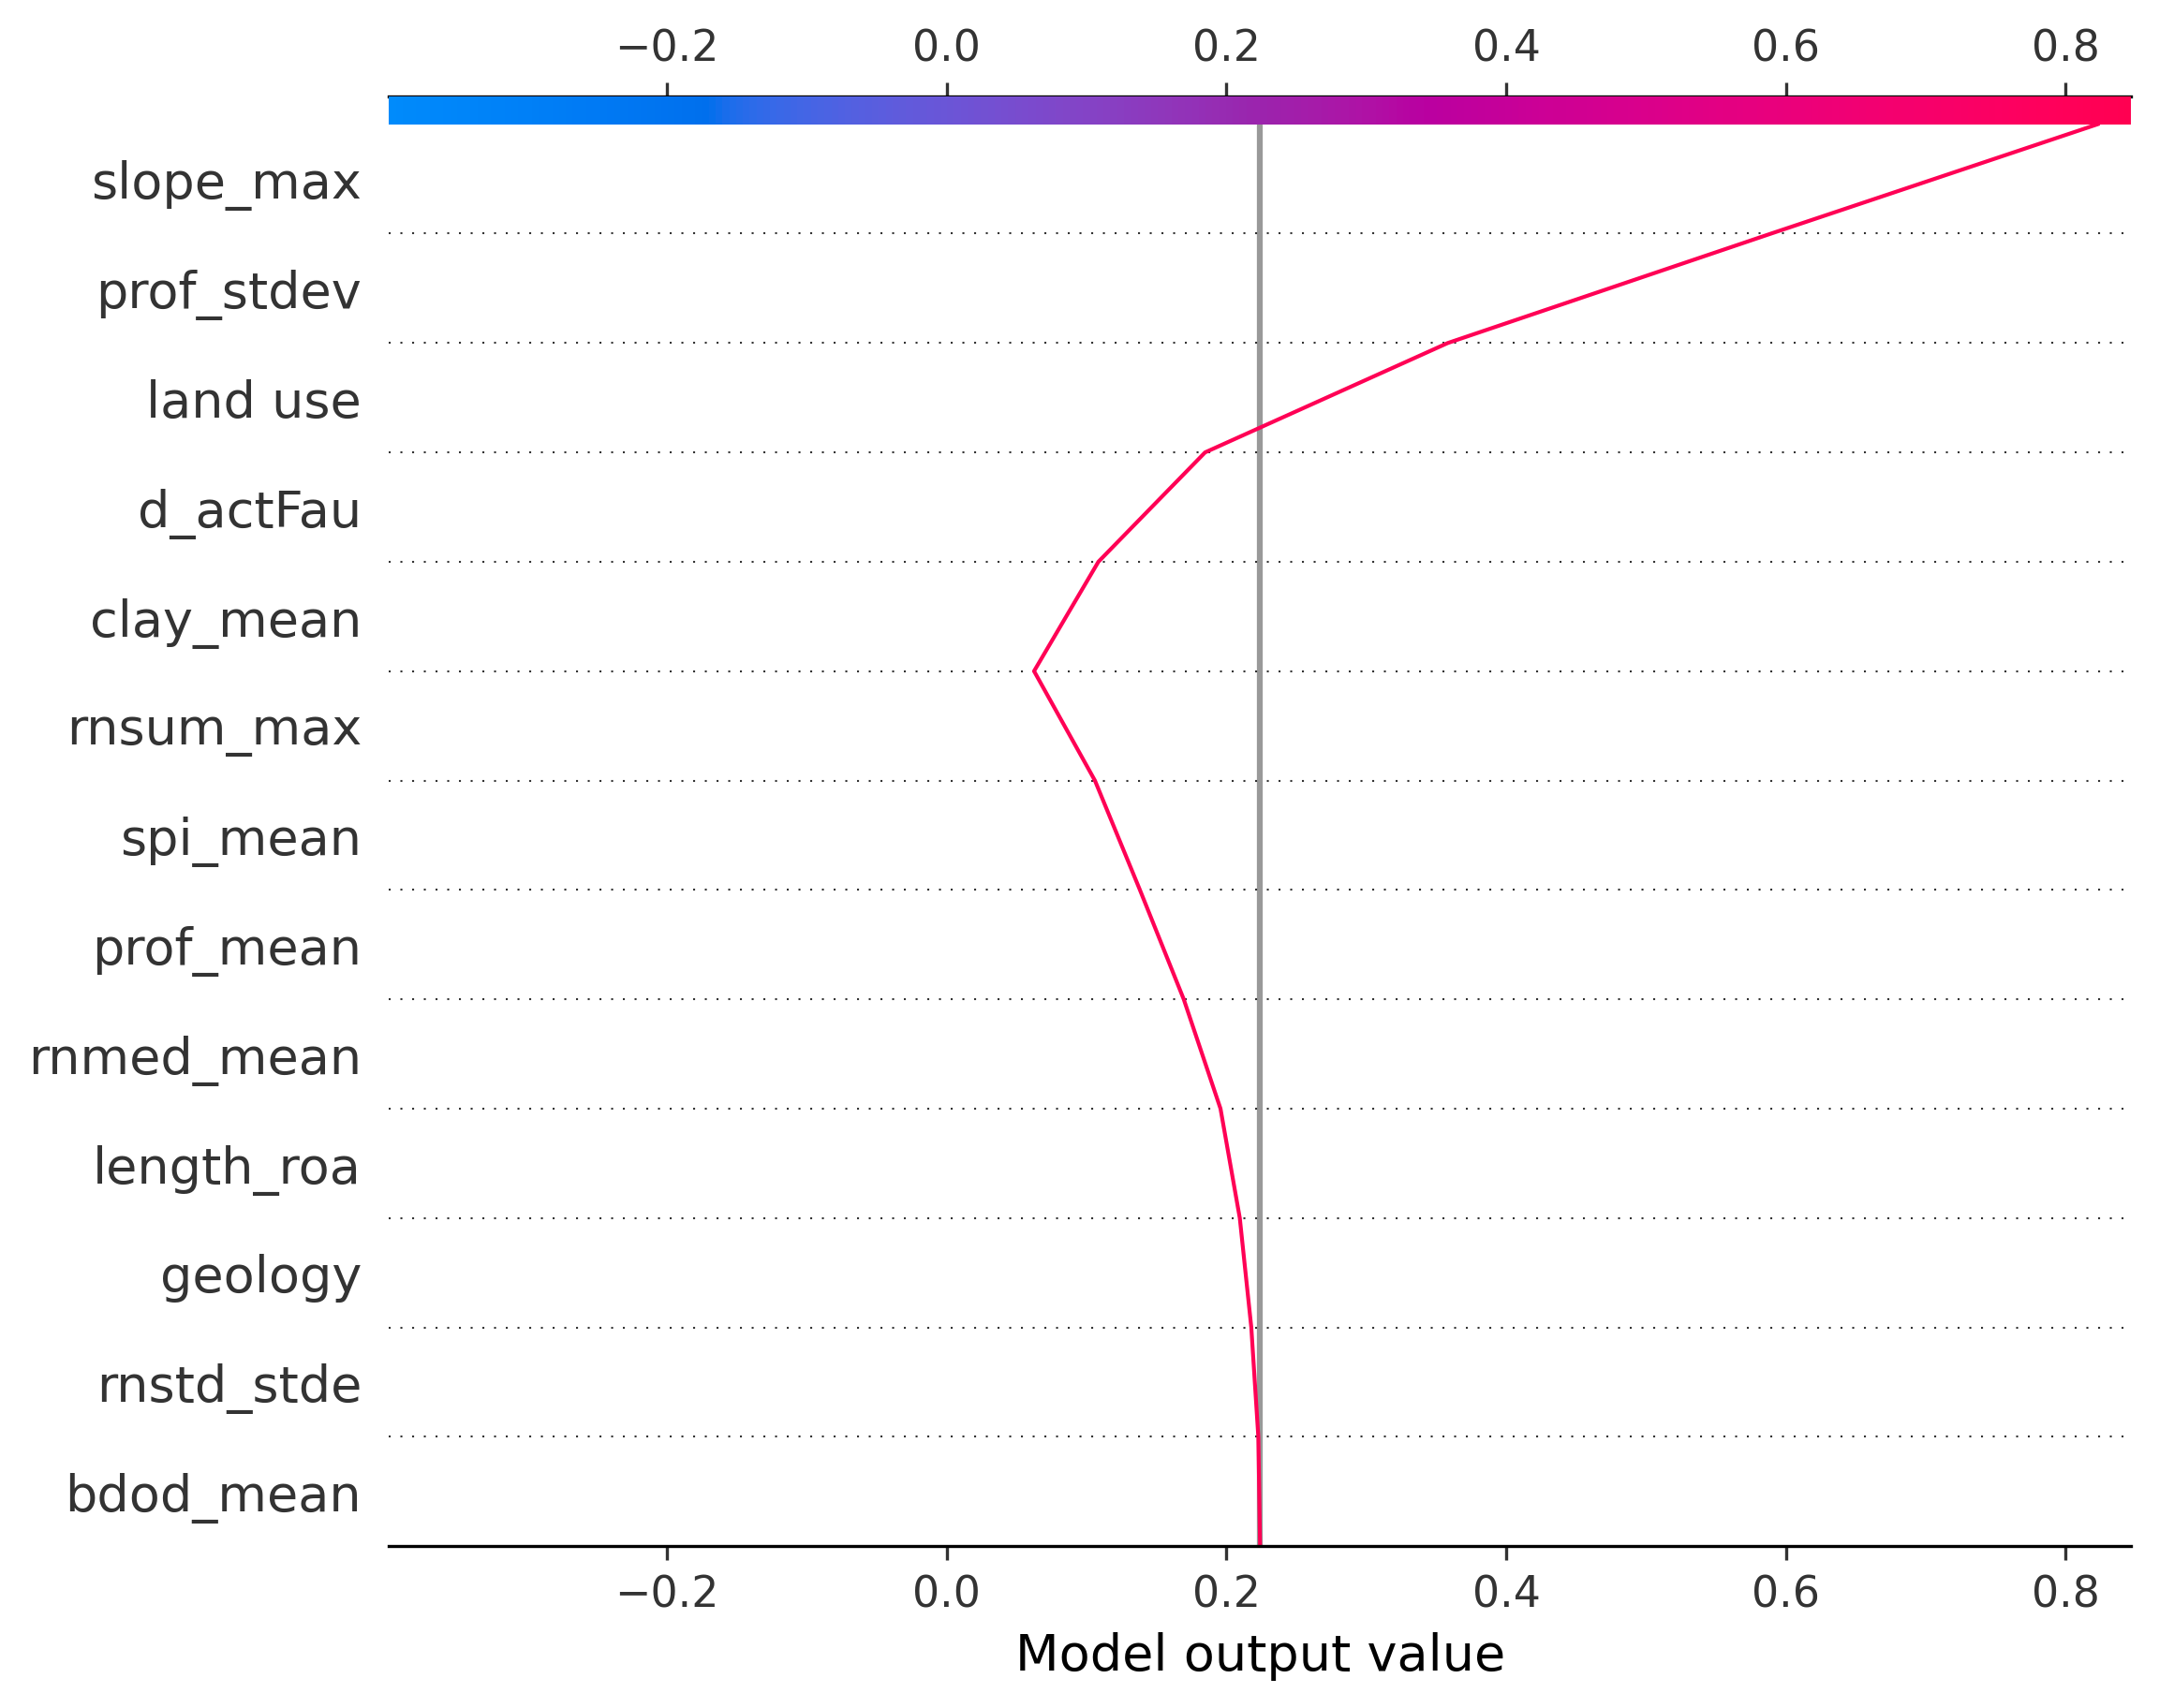 −0.2 0.0 0.2 0.4 0.6 0.8
slope_max
prof_stdev
land use
d_actFau
clay_mean
rnsum_max
spi_mean
prof_mean
rnmed_mean
length_roa
geology
rnstd_stde
bdod_mean
−0.2 0.0 0.2 0.4 0.6 0.8
Model output value